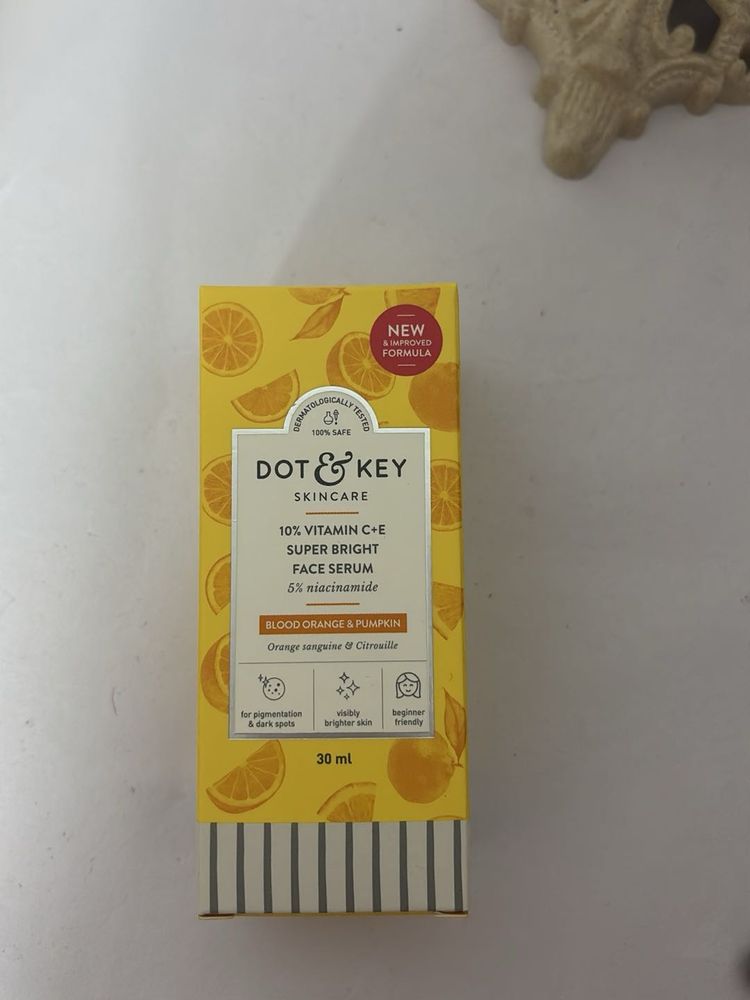 NEW
& IMPROVED
FORMULA
DERMATOLOGICALLY TESTED
100% SAFE
DOT & KEY
SKINCARE
10% VITAMIN C+E
SUPER BRIGHT
FACE SERUM
5% niacinamide
BLOOD ORANGE & PUMPKIN
Orange sanguine & Citrouille
for pigmentation
& dark spots
visibly
brighter skin
beginner
friendly
30 ml